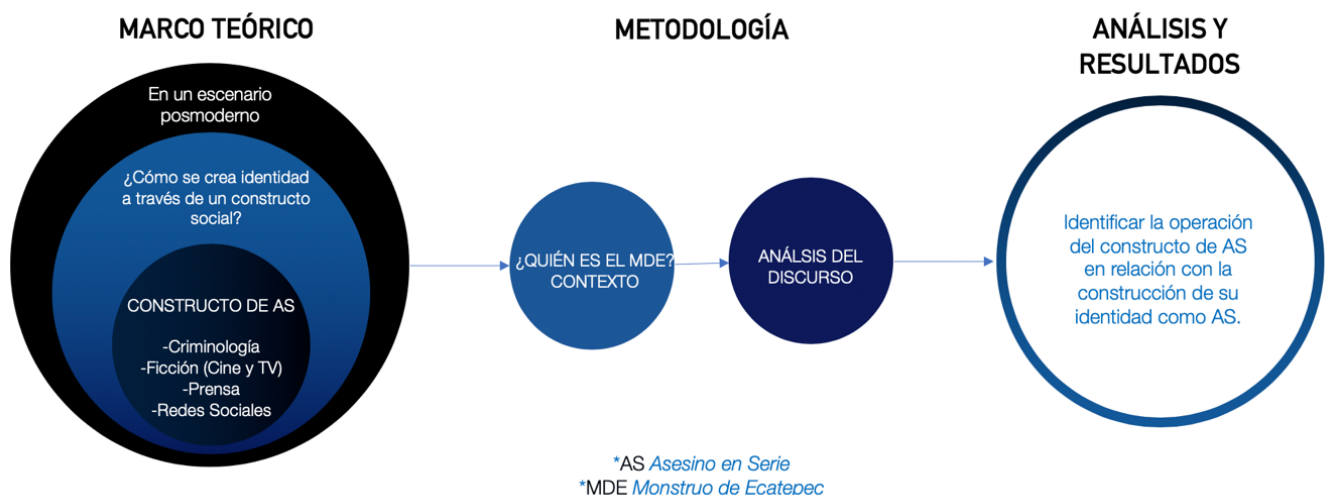 MARCO TEÓRICO
En un escenario
posmoderno
¿Cómo se crea identidad
a través de un constructo
social?
CONSTRUCTO DE AS
-Criminología
-Ficción (Cine y TV)
-Prensa
-Redes Sociales
METODOLOGÍA
¿QUIÉN ES EL MDE?
CONTEXTO
ANÁLSIS DEL
DISCURSO
ANÁLISIS Y
RESULTADOS
Identificar la operación
del constructo de AS
en relación con la
construcción de su
identidad como AS.
*AS Asesino en Serie
*MDE Monstruo de Ecatepec